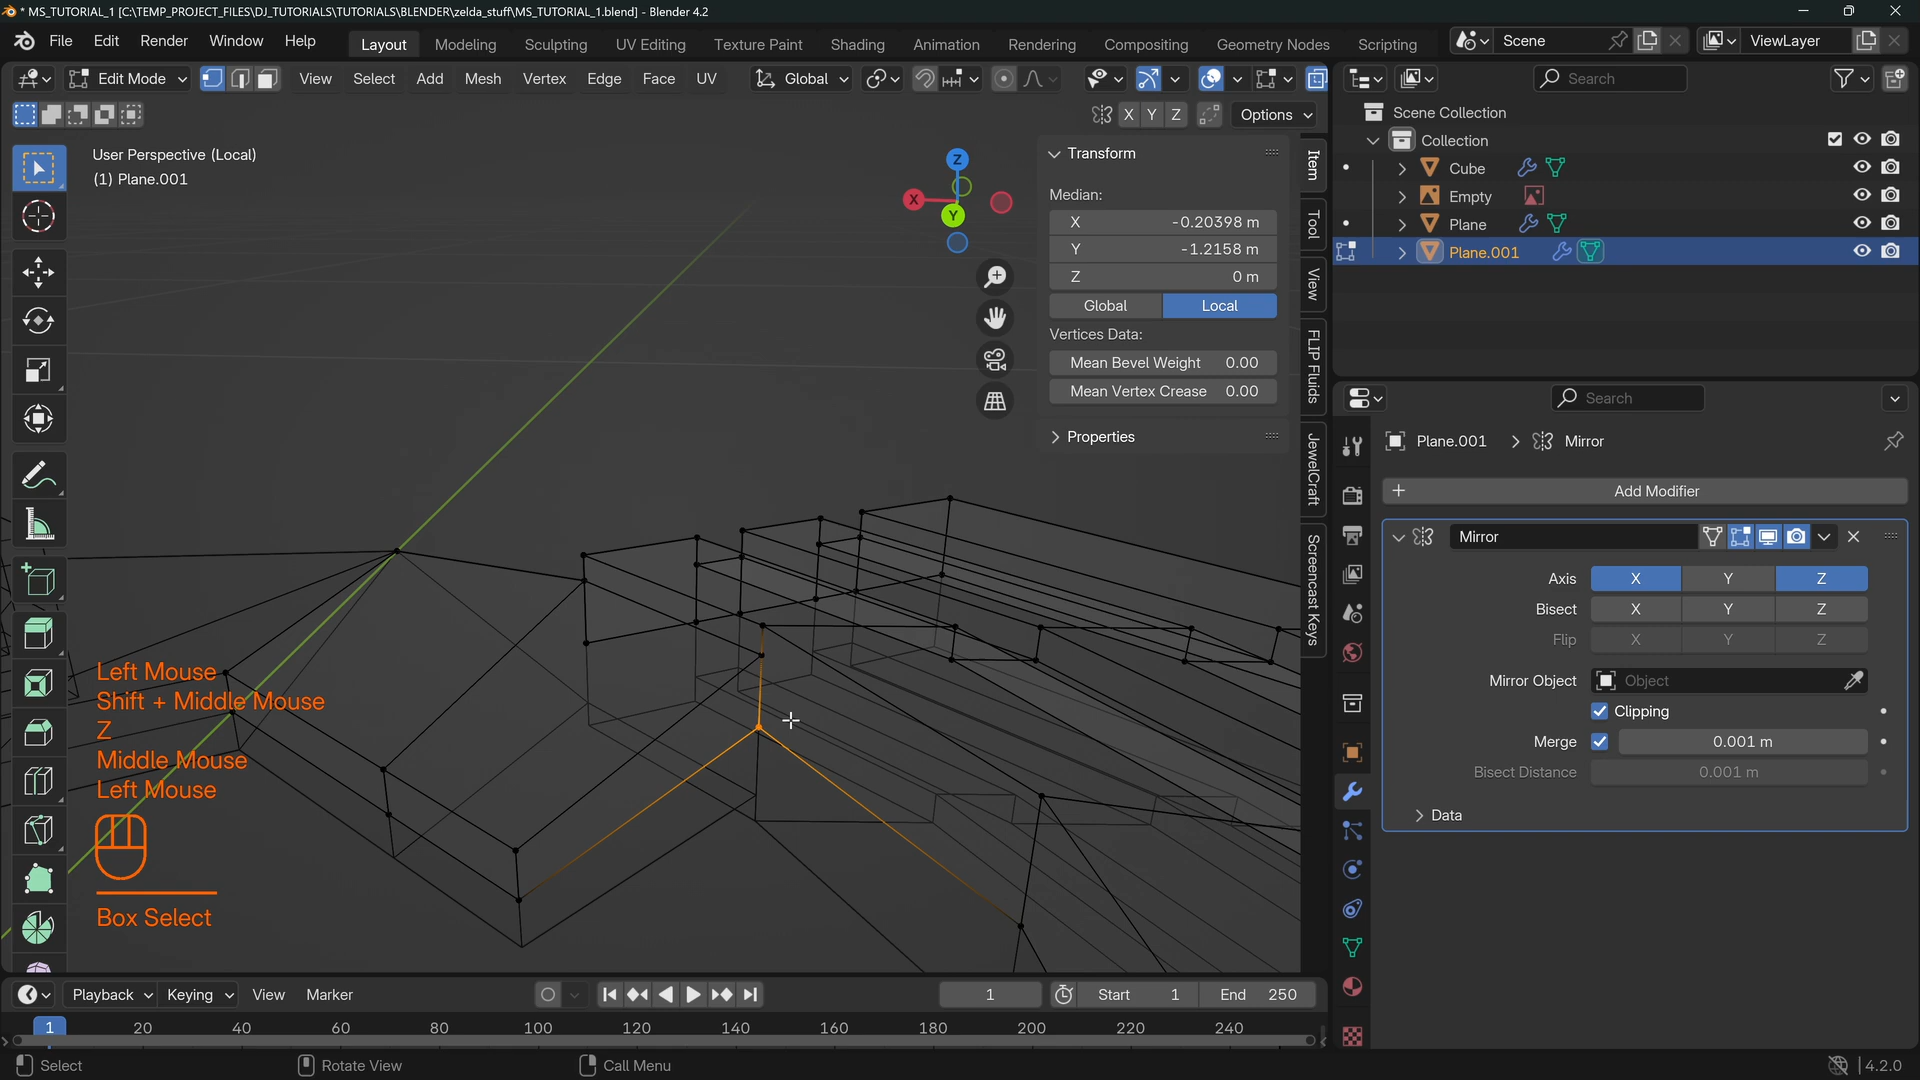 * MS_TUTORIAL_1 [C:\TEMP_PROJECT_FILES\DJ_TUTORIALS\TUTORIALS\BLENDER\zelda_stuff\MS_TUTORIAL_1.blend] - Blender 4.2
File Edit Render Window Help Layout Modeling Sculpting UV Editing Texture Paint Shading Animation Rendering Compositing Geometry Nodes Scripting Scene ViewLayer
Edit Mode View Select Add Mesh Vertex Edge Face UV Global Search
X Y Z Options
Scene Collection
Collection
Cube
Empty
Plane
Plane.001
User Perspective (Local)
(1) Plane.001
Z
X
Y
Transform
Median:
X -0.20398 m
Y -1.2158 m
Z 0 m
Global Local
Vertices Data:
Mean Bevel Weight 0.00
Mean Vertex Crease 0.00
Properties
Item
Tool
View
FLIP Fluids
JewelCraft
Screencast Keys
Search
Plane.001 Mirror
Add Modifier
Mirror
Axis X Y Z
Bisect X Y Z
Flip X Y Z
Mirror Object Object
Clipping
Merge 0.001 m
Bisect Distance 0.001 m
Data
Left Mouse
Shift + Middle Mouse
Z
Middle Mouse
Left Mouse
Box Select
Playback Keying View Marker 1 Start 1 End 250
1 20 40 60 80 100 120 140 160 180 200 220 240
Select Rotate View Call Menu 4.2.0